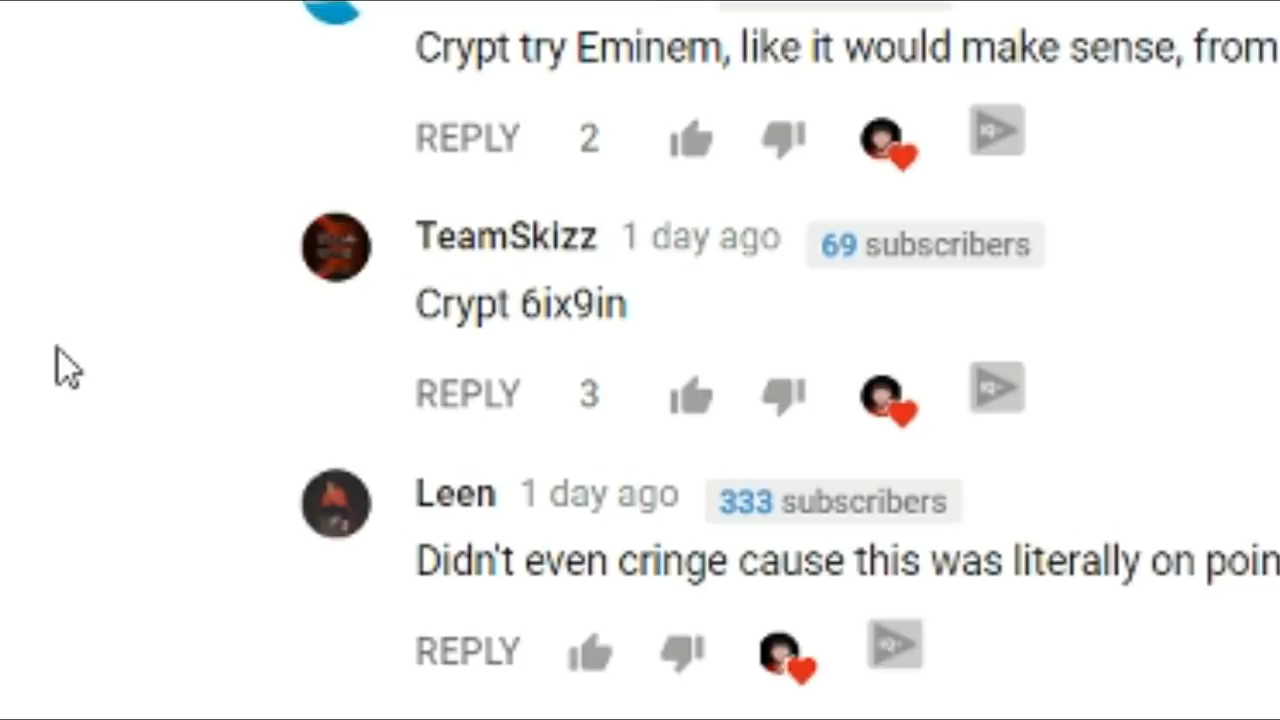 Crypt try Eminem, like it would make sense, from
REPLY 2
TeamSkizz 1 day ago 69 subscribers
Crypt 6ix9in
REPLY 3
Leen 1 day ago 333 subscribers
Didn't even cringe cause this was literally on poin
REPLY